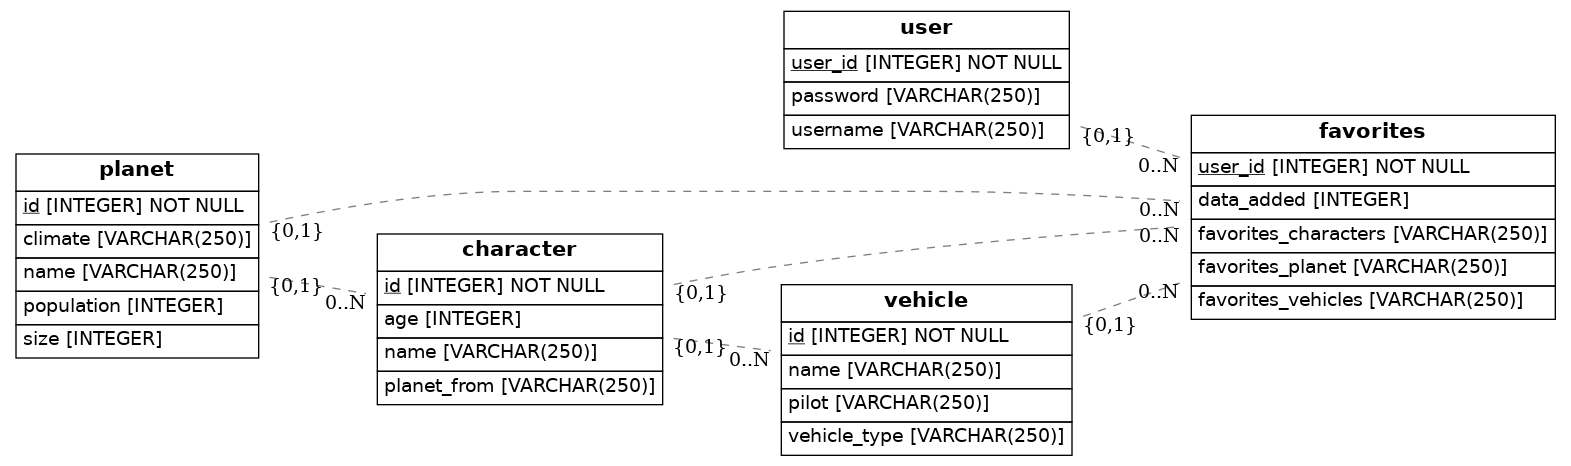 user
user_id [INTEGER] NOT NULL
password [VARCHAR(250)]
username [VARCHAR(250)]
{0,1}
0..N
favorites
user_id [INTEGER] NOT NULL
data_added [INTEGER]
favorites_characters [VARCHAR(250)]
favorites_planet [VARCHAR(250)]
favorites_vehicles [VARCHAR(250)]
planet
id [INTEGER] NOT NULL
climate [VARCHAR(250)]
name [VARCHAR(250)]
population [INTEGER]
size [INTEGER]
{0,1}
0..N
{0,1}
0..N
character
id [INTEGER] NOT NULL
age [INTEGER]
name [VARCHAR(250)]
planet_from [VARCHAR(250)]
{0,1}
0..N
{0,1}
0..N
vehicle
id [INTEGER] NOT NULL
name [VARCHAR(250)]
pilot [VARCHAR(250)]
vehicle_type [VARCHAR(250)]
{0,1}
0..N